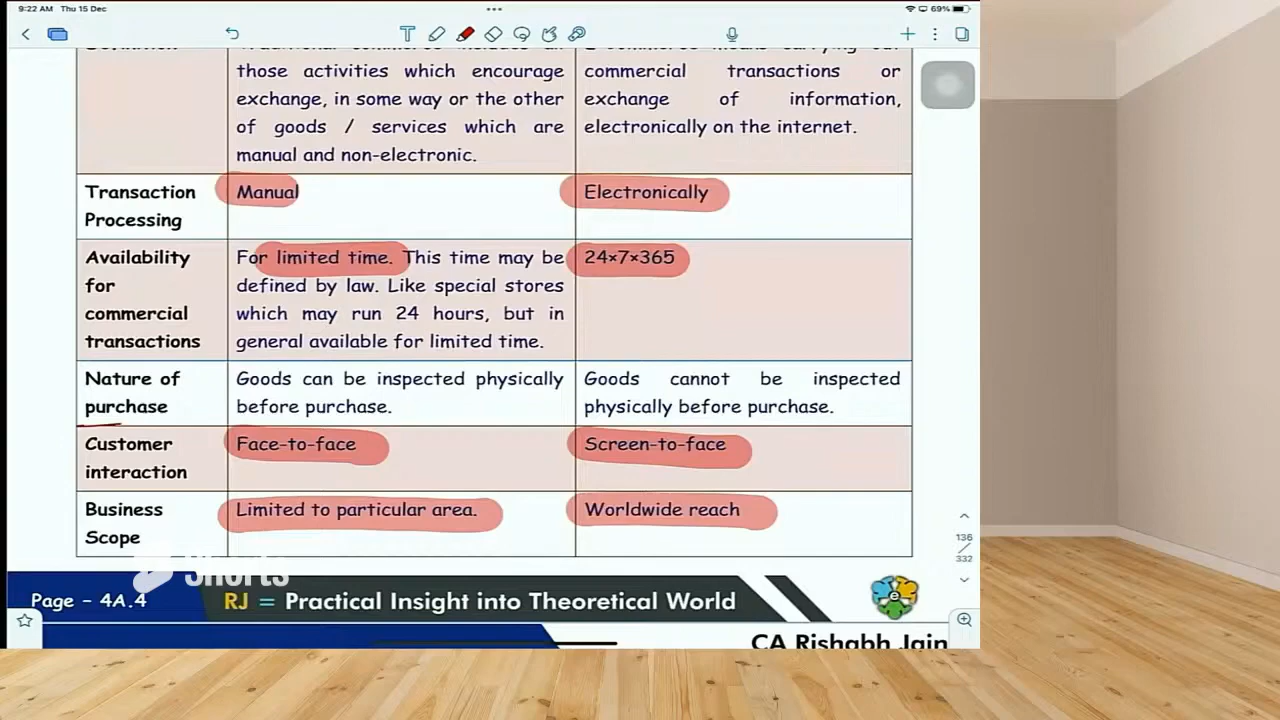 9:22 AM Thu 15 Dec
69%
those activities which encourage
exchange, in some way or the other
of goods / services which are
manual and non-electronic.
commercial transactions or
exchange of information,
electronically on the internet.
Transaction
Processing
Manual
Electronically
Availability
for
commercial
transactions
For limited time. This time may be
defined by law. Like special stores
which may run 24 hours, but in
general available for limited time.
24×7×365
Nature of
purchase
Goods can be inspected physically
before purchase.
Goods cannot be inspected
physically before purchase.
Customer
interaction
Face-to-face
Screen-to-face
Business
Scope
Limited to particular area.
Worldwide reach
136
332
Shorts
Page - 4A.4
RJ = Practical Insight into Theoretical World
CA Rishabh Jain